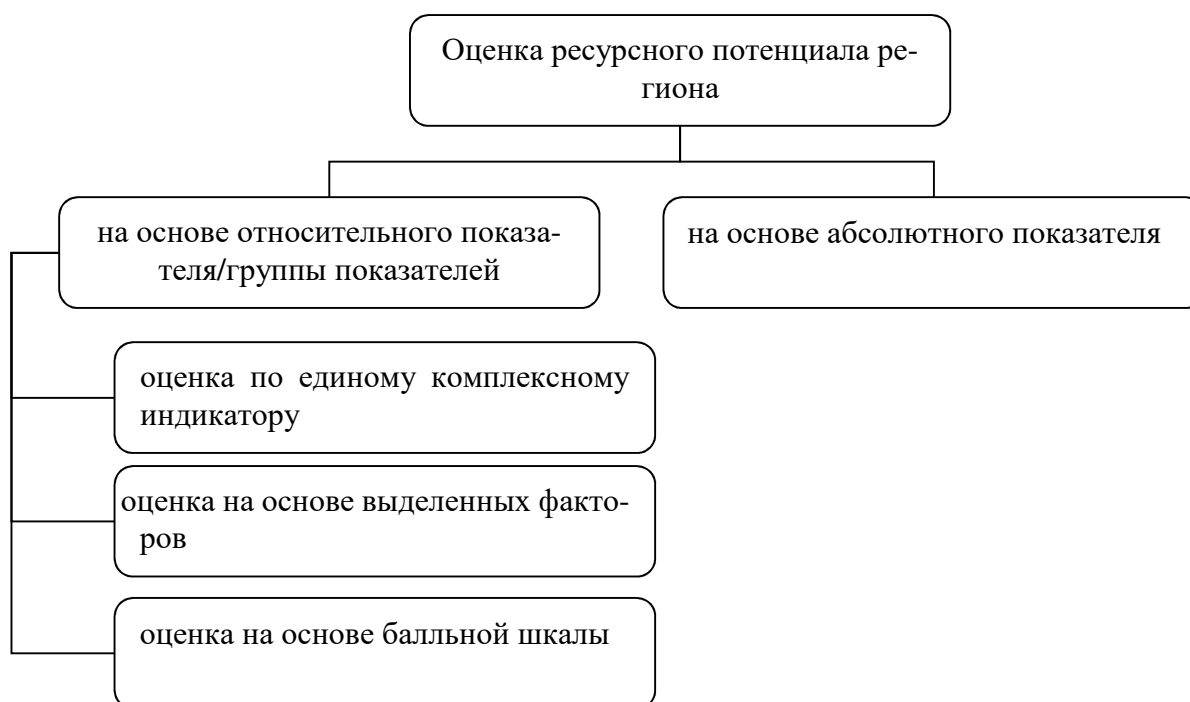 Оценка ресурсного потенциала ре-
гиона
на основе относительного показа-
теля/группы показателей
на основе абсолютного показателя
оценка по единому комплексному
индикатору
оценка на основе выделенных факто-
ров
оценка на основе балльной шкалы